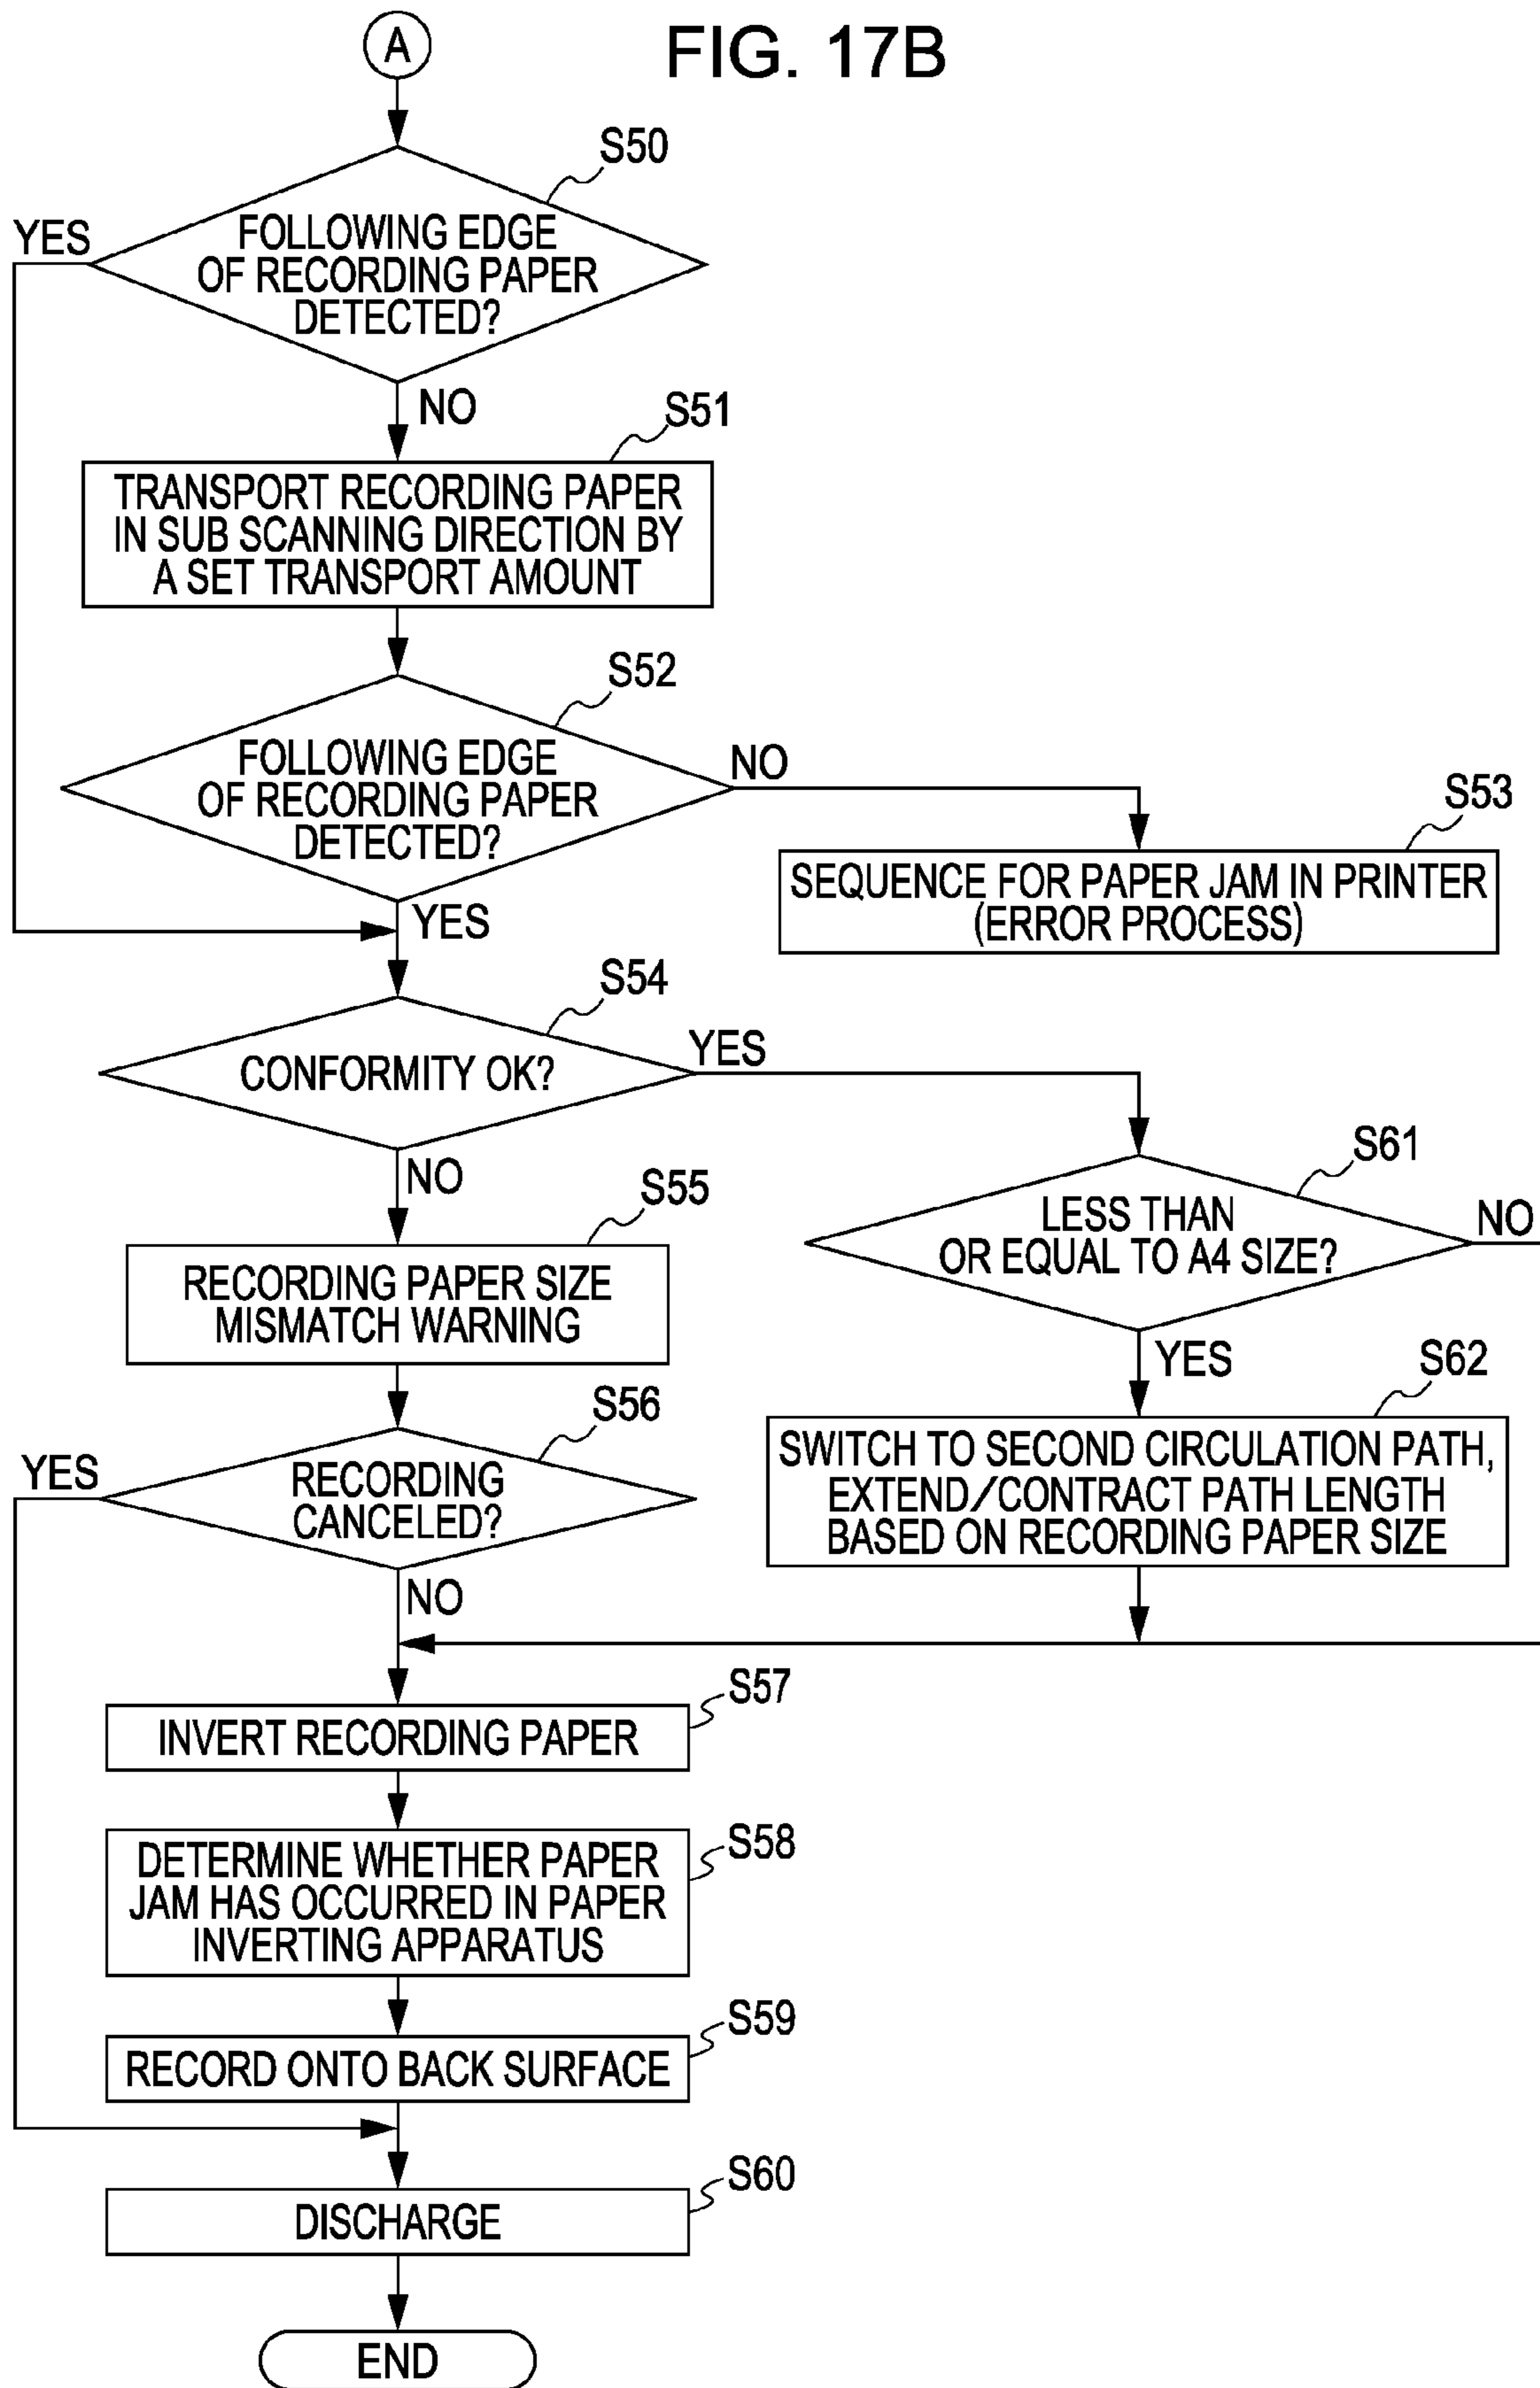 FIG. 17B
A
S50
YES
FOLLOWING EDGE
OF RECORDING PAPER
DETECTED?
NO
S51
TRANSPORT RECORDING PAPER
IN SUB SCANNING DIRECTION BY
A SET TRANSPORT AMOUNT
S52
FOLLOWING EDGE
OF RECORDING PAPER
DETECTED?
NO
S53
SEQUENCE FOR PAPER JAM IN PRINTER
(ERROR PROCESS)
YES
S54
CONFORMITY OK?
YES
NO
S61
LESS THAN
OR EQUAL TO A4 SIZE?
NO
S55
RECORDING PAPER SIZE
MISMATCH WARNING
YES
S62
SWITCH TO SECOND CIRCULATION PATH,
EXTEND/CONTRACT PATH LENGTH
BASED ON RECORDING PAPER SIZE
S56
YES
RECORDING
CANCELED?
NO
S57
INVERT RECORDING PAPER
S58
DETERMINE WHETHER PAPER
JAM HAS OCCURRED IN PAPER
INVERTING APPARATUS
S59
RECORD ONTO BACK SURFACE
S60
DISCHARGE
END